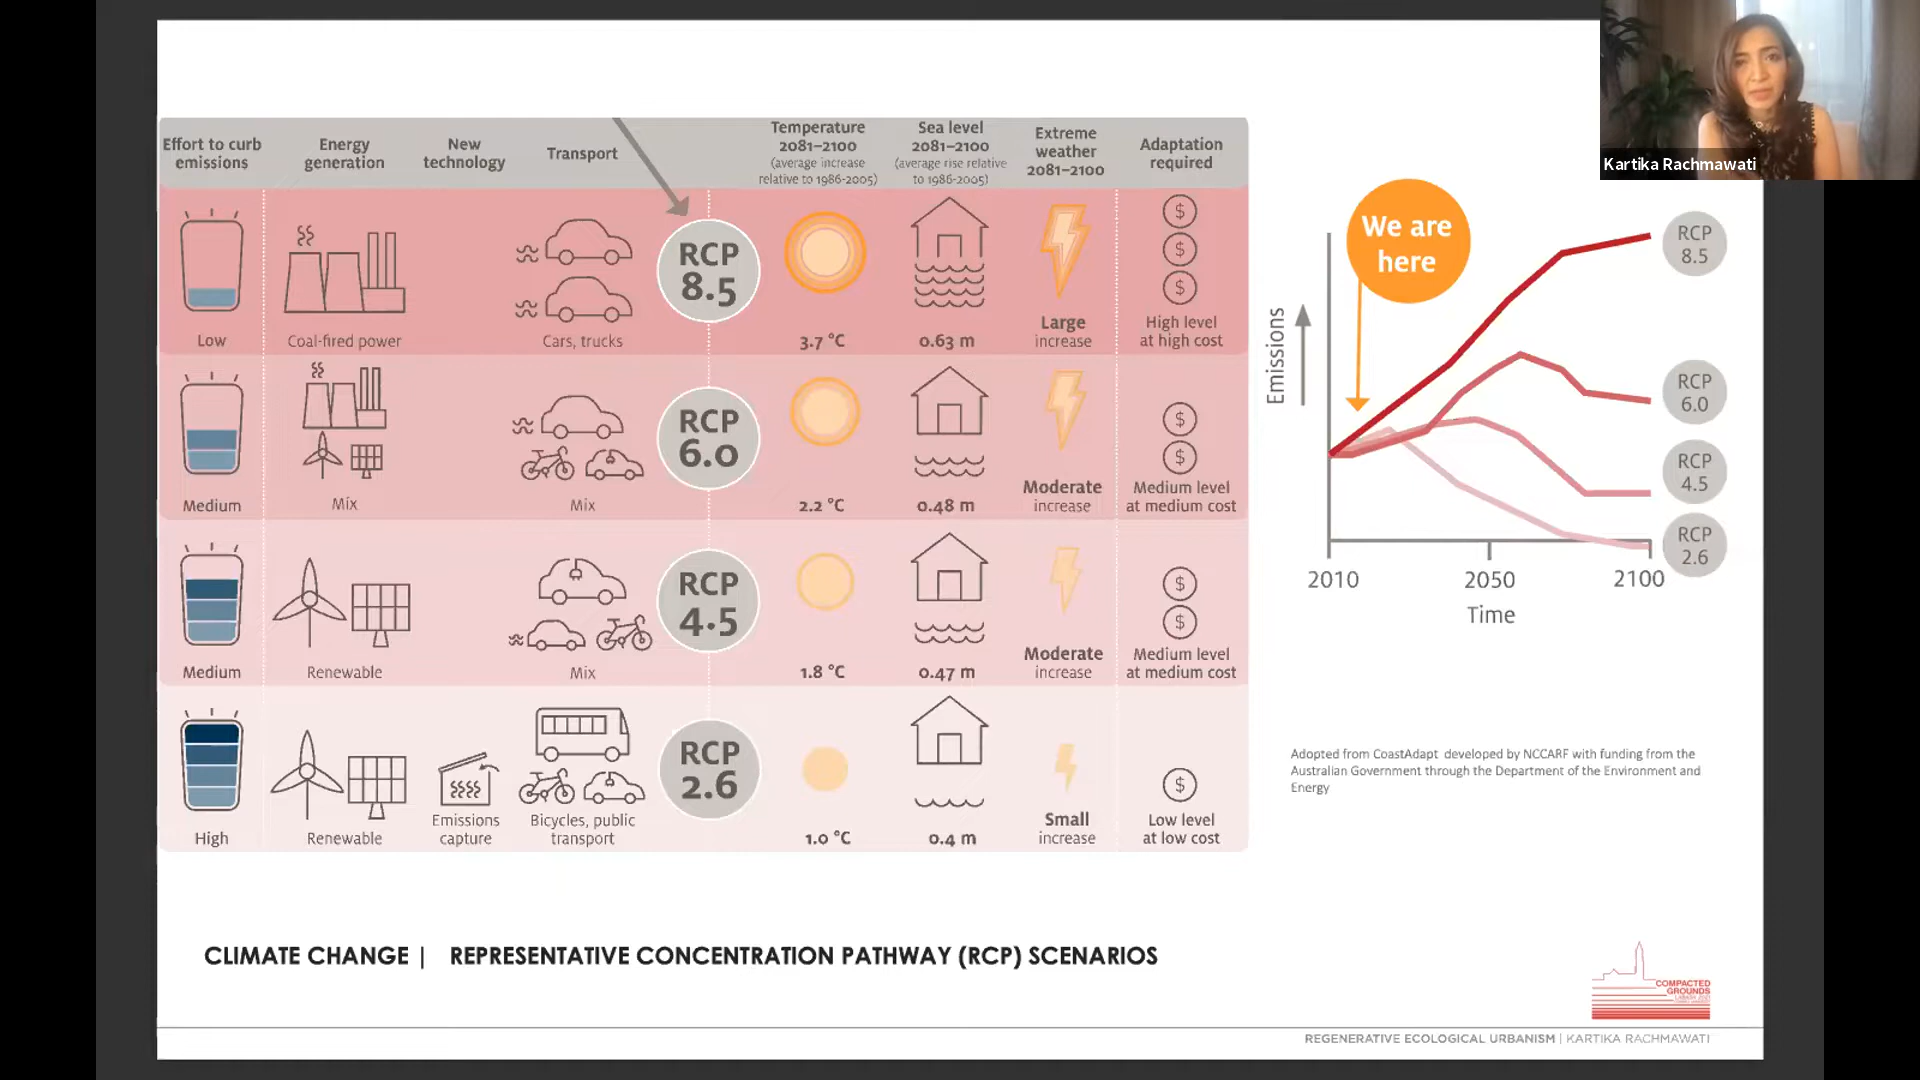 Kartika Rachmawati
Effort to curb
emissions
Energy
generation
New
technology
Transport
Temperature
2081–2100
(average increase
relative to 1986-2005)
Sea level
2081–2100
(average rise relative
to 1986-2005)
Extreme
weather
2081–2100
Adaptation
required
Low
Coal-fired power
Cars, trucks
RCP
8.5
3.7 °C
0.63 m
Large
increase
$
$
$
High level
at high cost
Medium
Mix
Mix
RCP
6.0
2.2 °C
0.48 m
Moderate
increase
$
$
Medium level
at medium cost
Medium
Renewable
Mix
RCP
4.5
1.8 °C
0.47 m
Moderate
increase
$
$
Medium level
at medium cost
High
Renewable
Emissions
capture
Bicycles, public
transport
RCP
2.6
1.0 °C
0.4 m
Small
increase
$
Low level
at low cost
We are
here
Emissions
RCP
8.5
RCP
6.0
RCP
4.5
RCP
2.6
2010
2050
2100
Time
Adopted from CoastAdapt developed by NCCARF with funding from the
Australian Government through the Department of the Environment and
Energy
CLIMATE CHANGE | REPRESENTATIVE CONCENTRATION PATHWAY (RCP) SCENARIOS
COMPACTED
GROUNDS
REGENERATIVE ECOLOGICAL URBANISM | KARTIKA RACHMAWATI